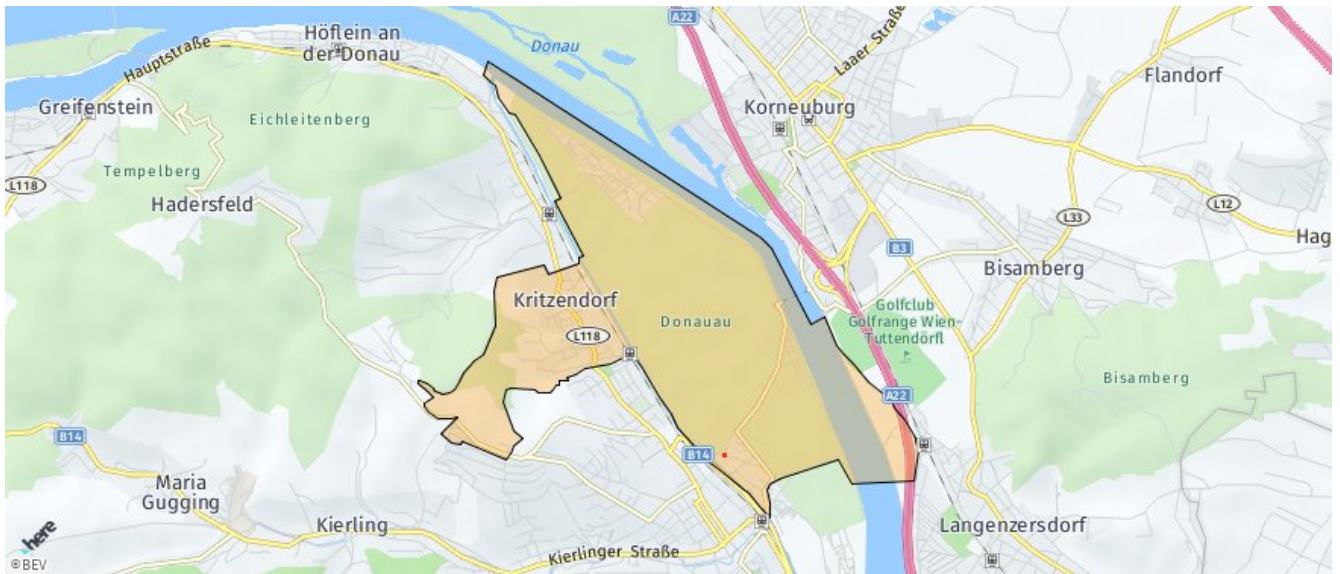 A22
Laaer Straße
Höflein an
der Donau
Donau
Hauptstraße
Flandorf
Greifenstein
Korneuburg
Eichleitenberg
Tempelberg
L118
Hadersfeld
L12
L33
Hag
B3
Bisamberg
Kritzendorf
Golfclub
Golfrange Wien-
Tuttendörfl
L118
Donauau
Bisamberg
A22
B14
B14
Maria
Gugging
Kierling
Langenzersdorf
here
Kierlinger Straße
©BEV